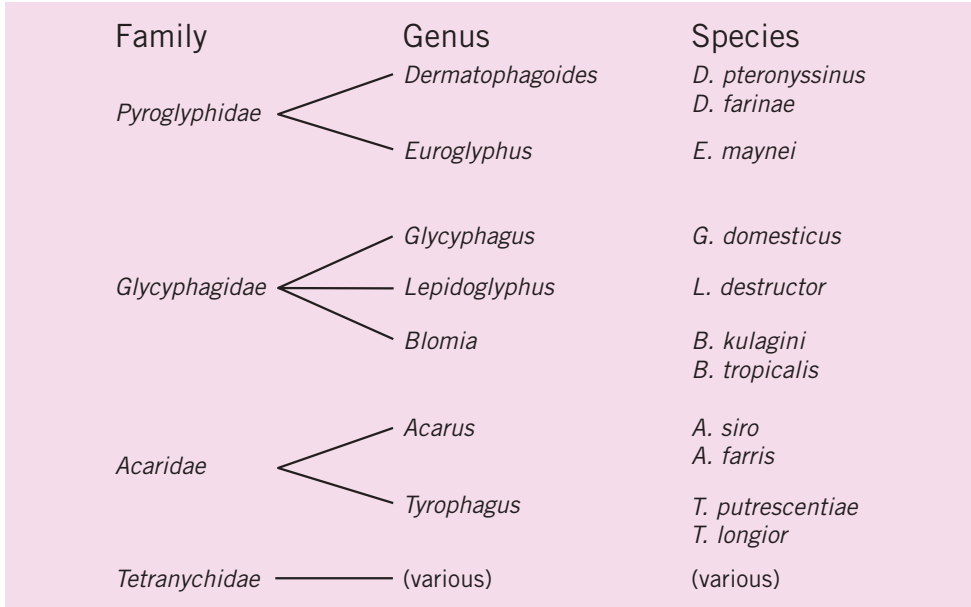 Family Genus Species
Dermatophagoides D. pteronyssinus
D. farinae
Pyroglyphidae
Euroglyphus E. maynei
Glycyphagus G. domesticus
Glycyphagidae Lepidoglyphus L. destructor
Blomia B. kulagini
B. tropicalis
Acarus A. siro
A. farris
Acaridae
Tyrophagus T. putrescentiae
T. longior
Tetranychidae (various) (various)